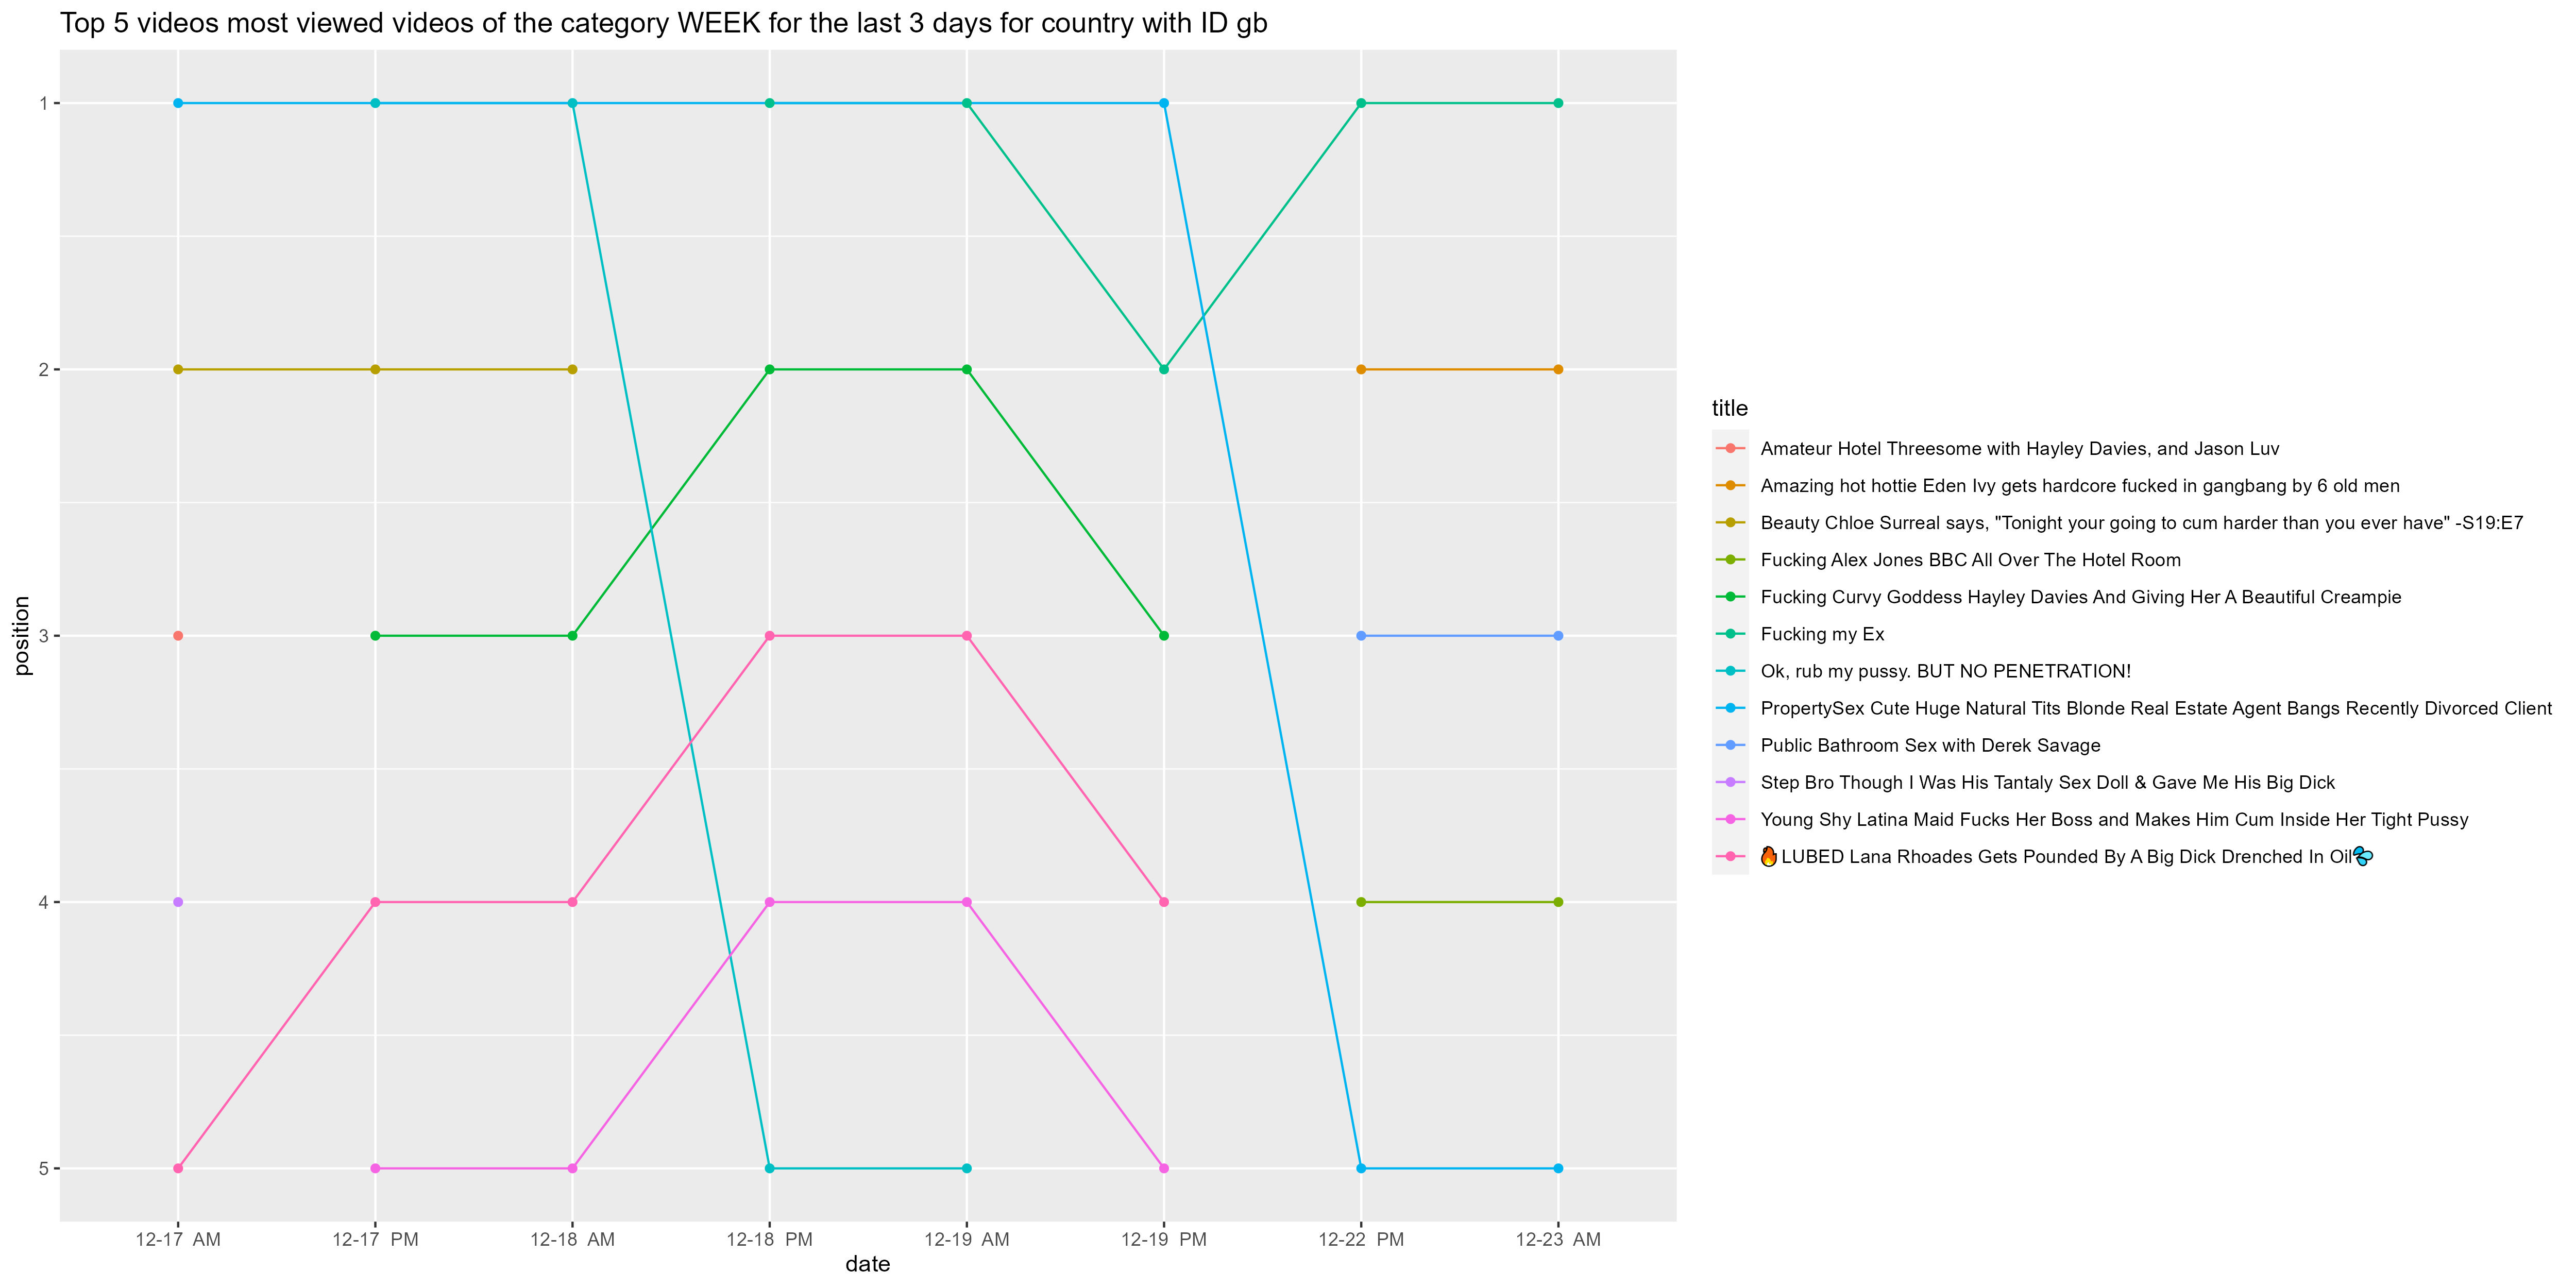 Top 5 videos most viewed videos of the category WEEK for the last 3 days for country with ID gb
position
1
2
3
4
5
12-17 AM
12-17 PM
12-18 AM
12-18 PM
12-19 AM
12-19 PM
12-22 PM
12-23 AM
date
title
Amateur Hotel Threesome with Hayley Davies, and Jason Luv
Amazing hot hottie Eden Ivy gets hardcore fucked in gangbang by 6 old men
Beauty Chloe Surreal says, "Tonight your going to cum harder than you ever have" -S19:E7
Fucking Alex Jones BBC All Over The Hotel Room
Fucking Curvy Goddess Hayley Davies And Giving Her A Beautiful Creampie
Fucking my Ex
Ok, rub my pussy. BUT NO PENETRATION!
PropertySex Cute Huge Natural Tits Blonde Real Estate Agent Bangs Recently Divorced Client
Public Bathroom Sex with Derek Savage
Step Bro Though I Was His Tantaly Sex Doll & Gave Me His Big Dick
Young Shy Latina Maid Fucks Her Boss and Makes Him Cum Inside Her Tight Pussy
🔥LUBED Lana Rhoades Gets Pounded By A Big Dick Drenched In Oil💦